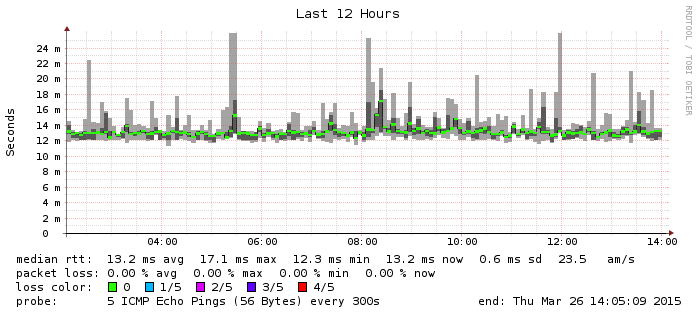 Last 12 Hours
RRDTOOL / TOBI OETIKER
Seconds
24 m
22 m
20 m
18 m
16 m
14 m
12 m
10 m
8 m
6 m
4 m
2 m
0
04:00 06:00 08:00 10:00 12:00 14:00
median rtt: 13.2 ms avg 17.1 ms max 12.3 ms min 13.2 ms now 0.6 ms sd 23.5 am/s
packet loss: 0.00 % avg 0.00 % max 0.00 % min 0.00 % now
loss color: 0 1/5 2/5 3/5 4/5
probe: 5 ICMP Echo Pings (56 Bytes) every 300s end: Thu Mar 26 14:05:09 2015